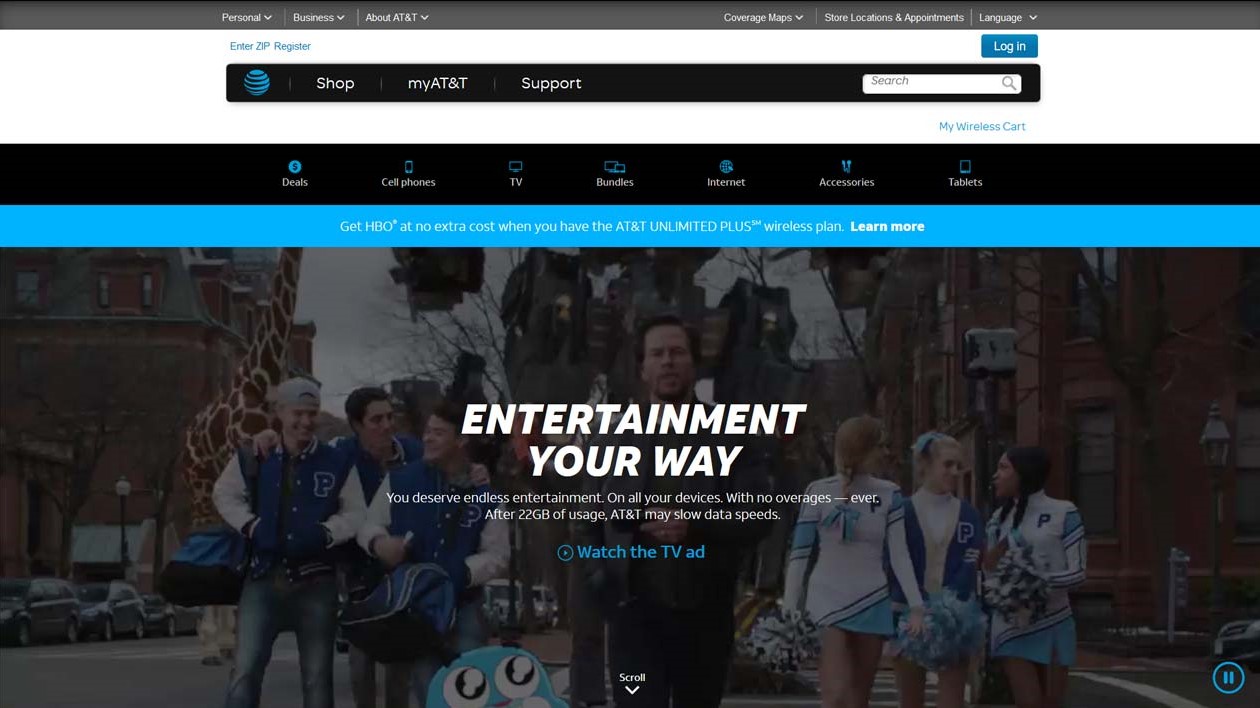 Personal Business About AT&T Coverage Maps Store Locations & Appointments Language
Enter ZIP Register Log in
Shop myAT&T Support Search
My Wireless Cart
Deals Cell phones TV Bundles Internet Accessories Tablets
Get HBO® at no extra cost when you have the AT&T UNLIMITED PLUS℠ wireless plan. Learn more
ENTERTAINMENT
YOUR WAY
You deserve endless entertainment. On all your devices. With no overages — ever.
After 22GB of usage, AT&T may slow data speeds.
Watch the TV ad
P
P
P
P
P
Scroll